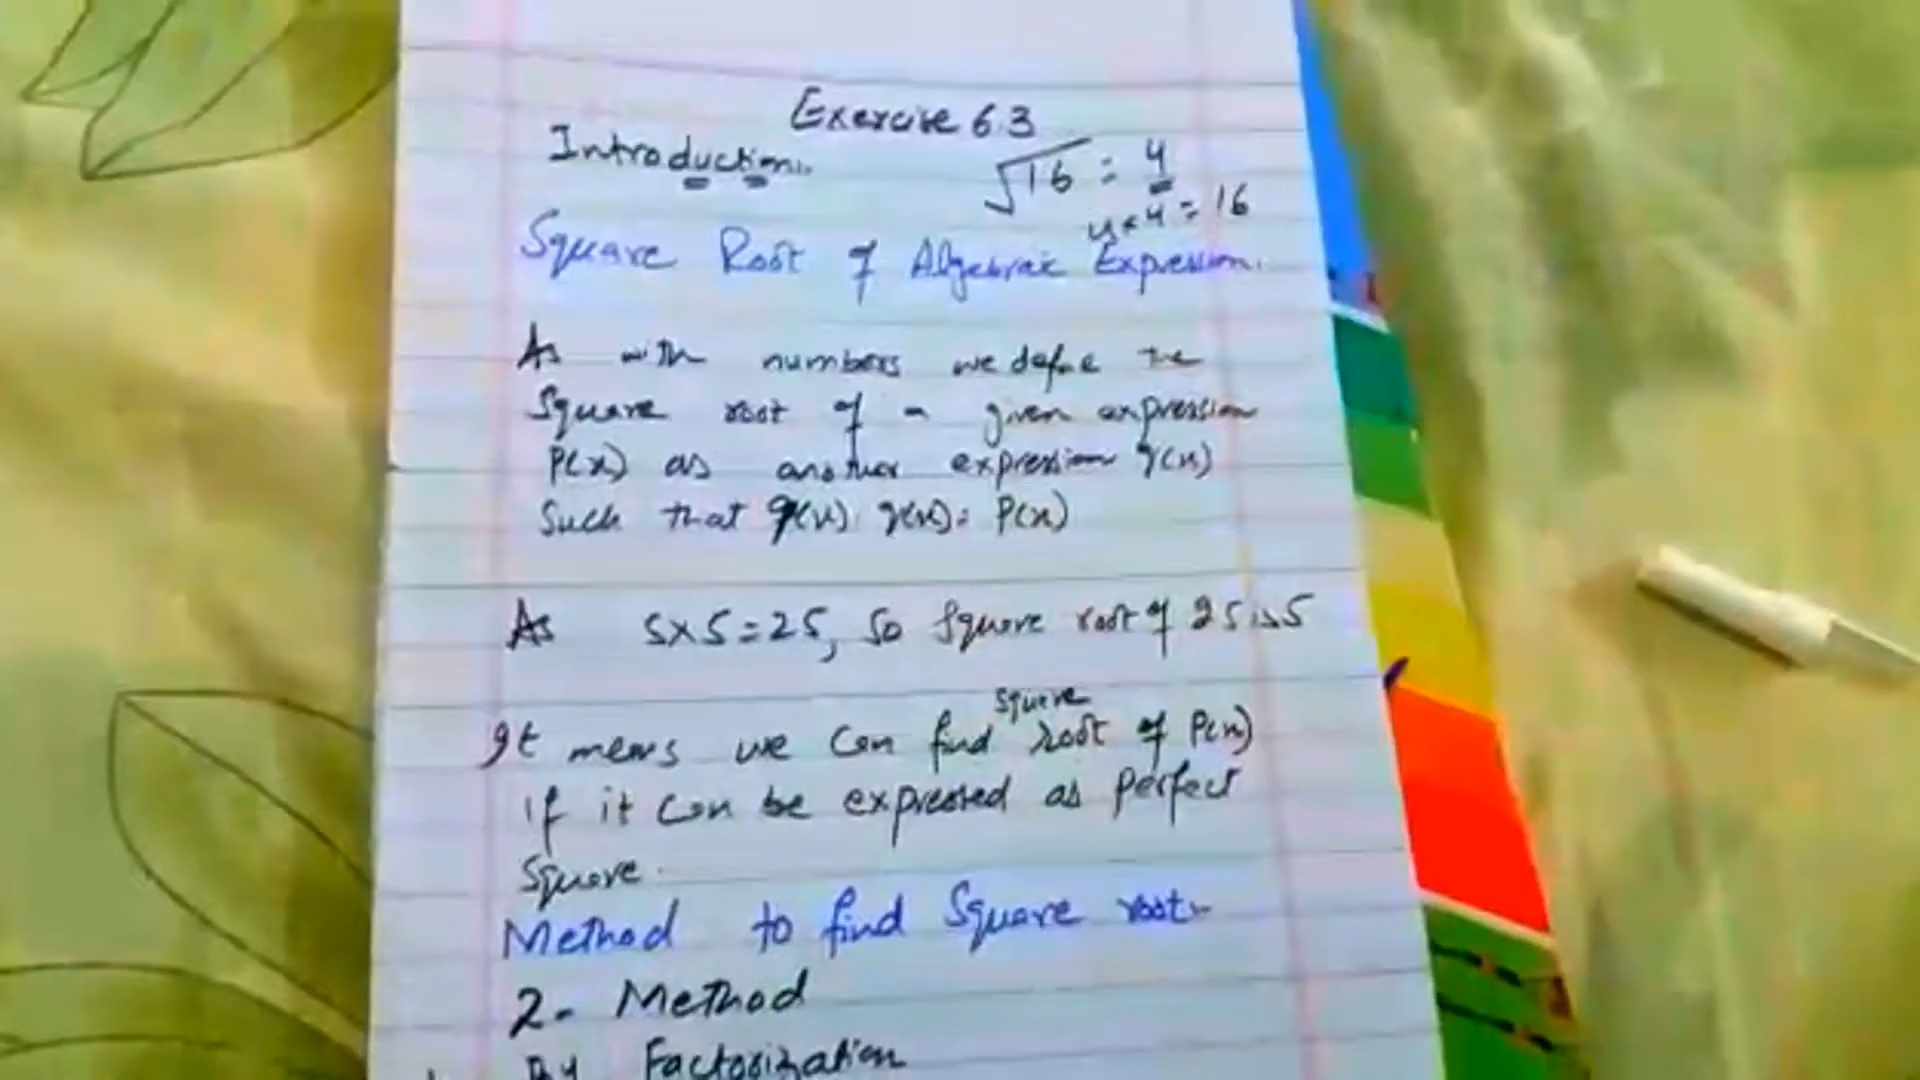 Exercise 6.3
Introduction.
√16 = 4
4×4=16
Square Root of Algebraic Expression.
As with numbers we define the
Square root of a given expression
P(x) as another expression q(x)
Such that q(x). q(x)= P(x)
As 5×5=25, So Square root of 25 is 5
square
It means we can find root of P(x)
if it can be expressed as perfect
Square.
Method to find Square root
2- Method
By Factorization